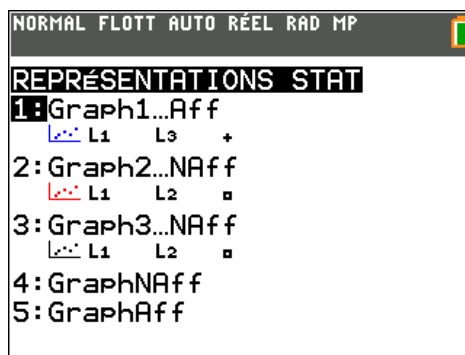 NORMAL FLOTT AUTO RÉEL RAD MP
REPRÉSENTATIONS STAT
1:Graph1...Aff
L1 L3 +
2:Graph2...NAff
L1 L2 □
3:Graph3...NAff
L1 L2 □
4:GraphNAff
5:GraphAff